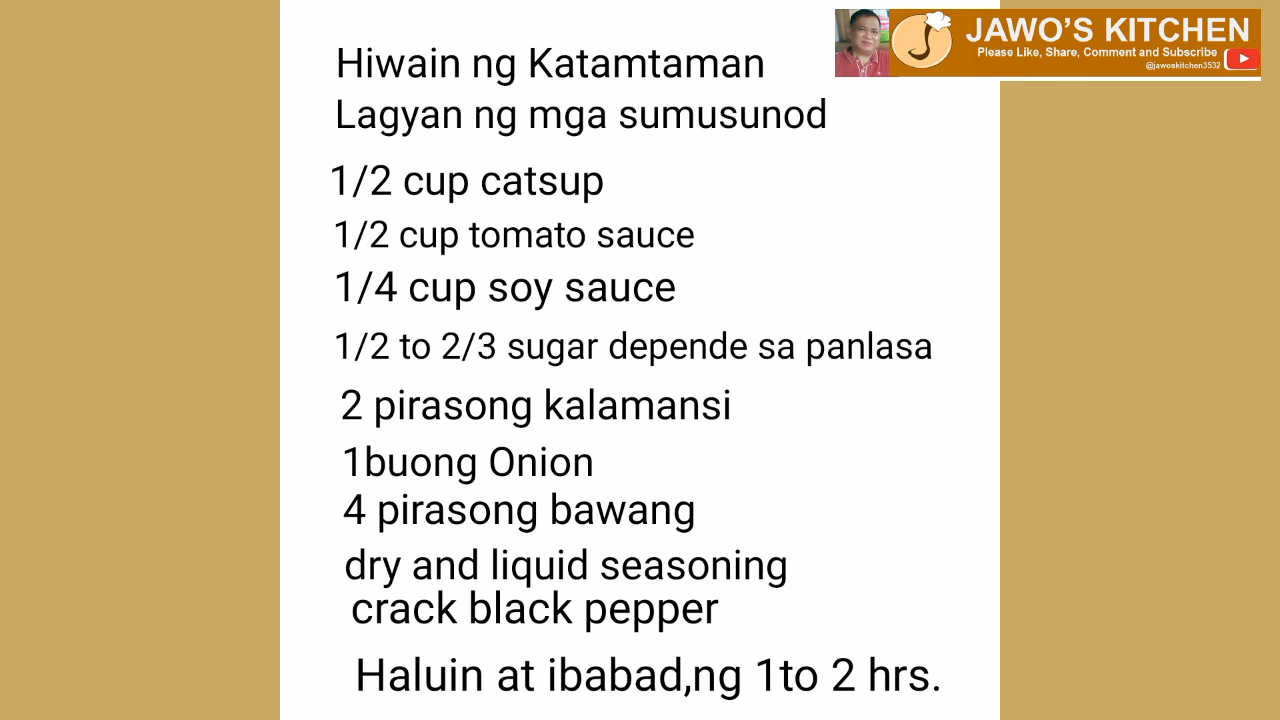 JAWO'S KITCHEN
Please Like, Share, Comment and Subscribe
@jawoskitchen3532
Hiwain ng Katamtaman
Lagyan ng mga sumusunod
1/2 cup catsup
1/2 cup tomato sauce
1/4 cup soy sauce
1/2 to 2/3 sugar depende sa panlasa
2 pirasong kalamansi
1buong Onion
4 pirasong bawang
dry and liquid seasoning
crack black pepper
Haluin at ibabad,ng 1to 2 hrs.